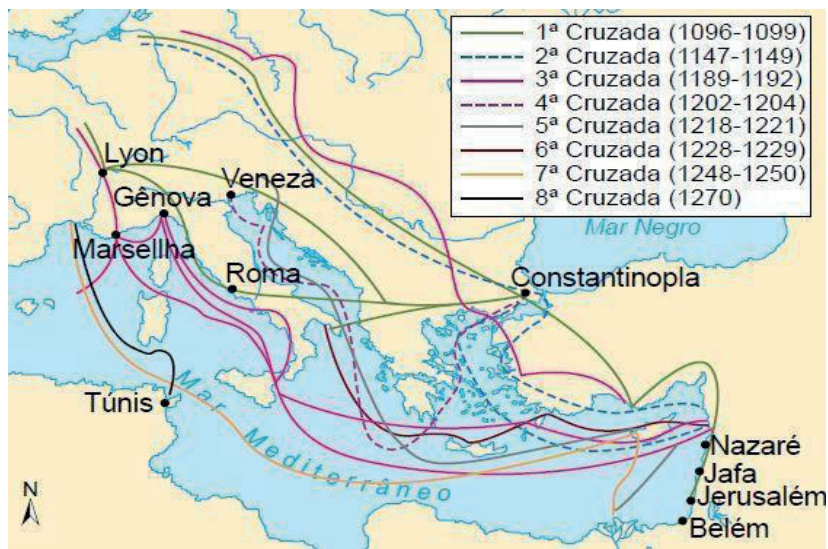 1ª Cruzada (1096-1099)
2ª Cruzada (1147-1149)
3ª Cruzada (1189-1192)
4ª Cruzada (1202-1204)
5ª Cruzada (1218-1221)
6ª Cruzada (1228-1229)
7ª Cruzada (1248-1250)
8ª Cruzada (1270)
Mar Negro
Lyon
Veneza
Gênova
Marsellha
Roma
Constantinopla
Túnis
Mar Mediterrâneo
Nazaré
Jafa
Jerusalém
Belém
N